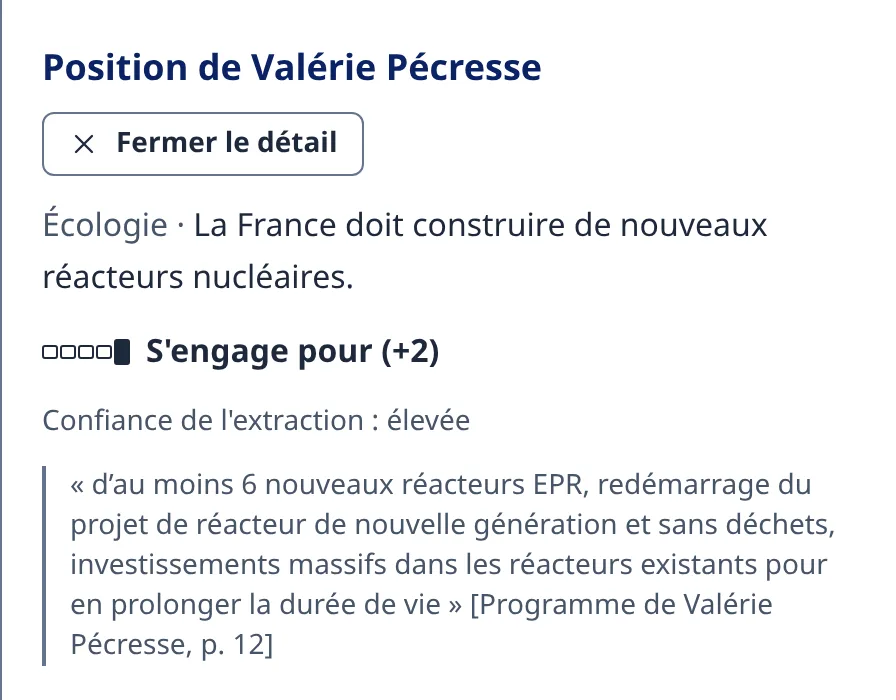 Position de Valérie Pécresse
Fermer le détail
Écologie · La France doit construire de nouveaux
réacteurs nucléaires.
S'engage pour (+2)
Confiance de l'extraction : élevée
« d’au moins 6 nouveaux réacteurs EPR, redémarrage du
projet de réacteur de nouvelle génération et sans déchets,
investissements massifs dans les réacteurs existants pour
en prolonger la durée de vie » [Programme de Valérie
Pécresse, p. 12]